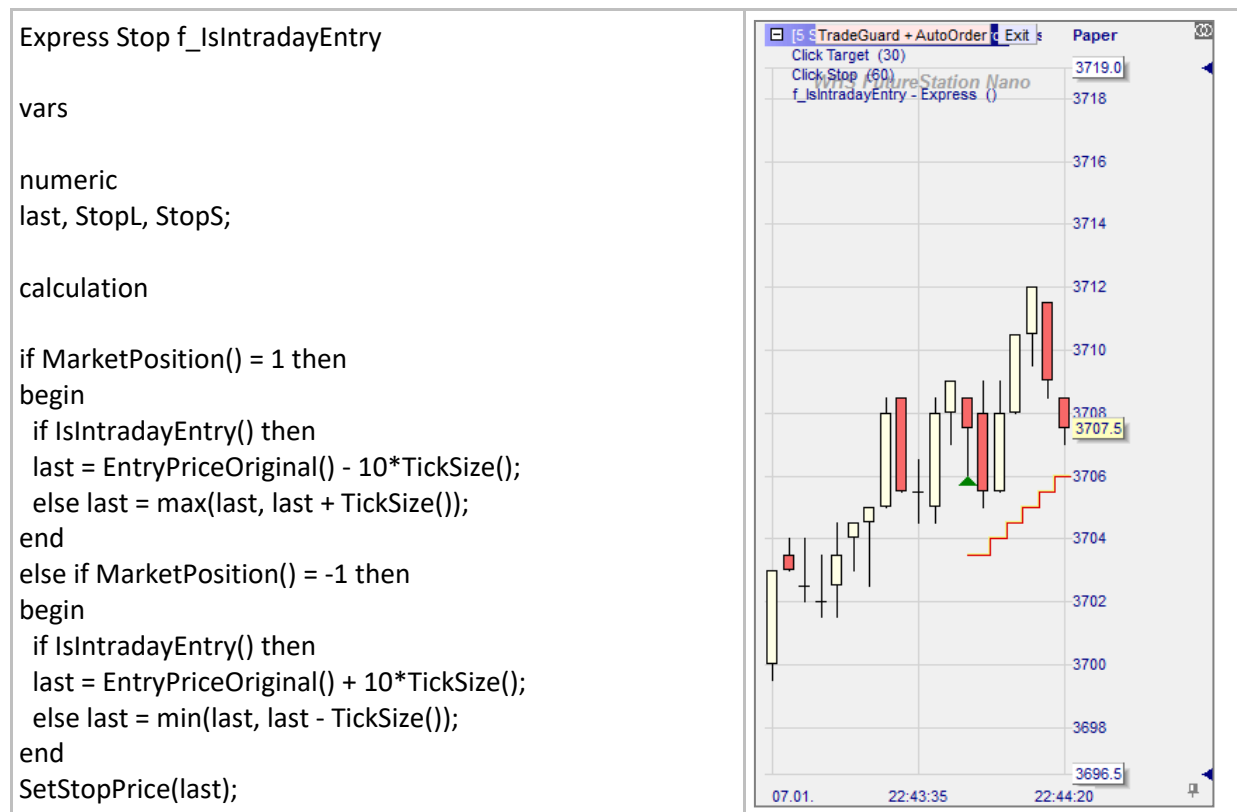 Express Stop f_IsIntradayEntry
vars
numeric
last, StopL, StopS;
calculation
if MarketPosition() = 1 then
begin
if IsIntradayEntry() then
last = EntryPriceOriginal() - 10*TickSize();
else last = max(last, last + TickSize());
end
else if MarketPosition() = -1 then
begin
if IsIntradayEntry() then
last = EntryPriceOriginal() + 10*TickSize();
else last = min(last, last - TickSize());
end
SetStopPrice(last);
[5 S TradeGuard + AutoOrder Exit s Paper
Click Target (30)
Click Stop (60)
WHS FutureStation Nano
f_IsIntradayEntry - Express ()
3719.0
3718
3716
3714
3712
3710
3708
3707.5
3706
3704
3702
3700
3698
3696.5
07.01. 22:43:35 22:44:20